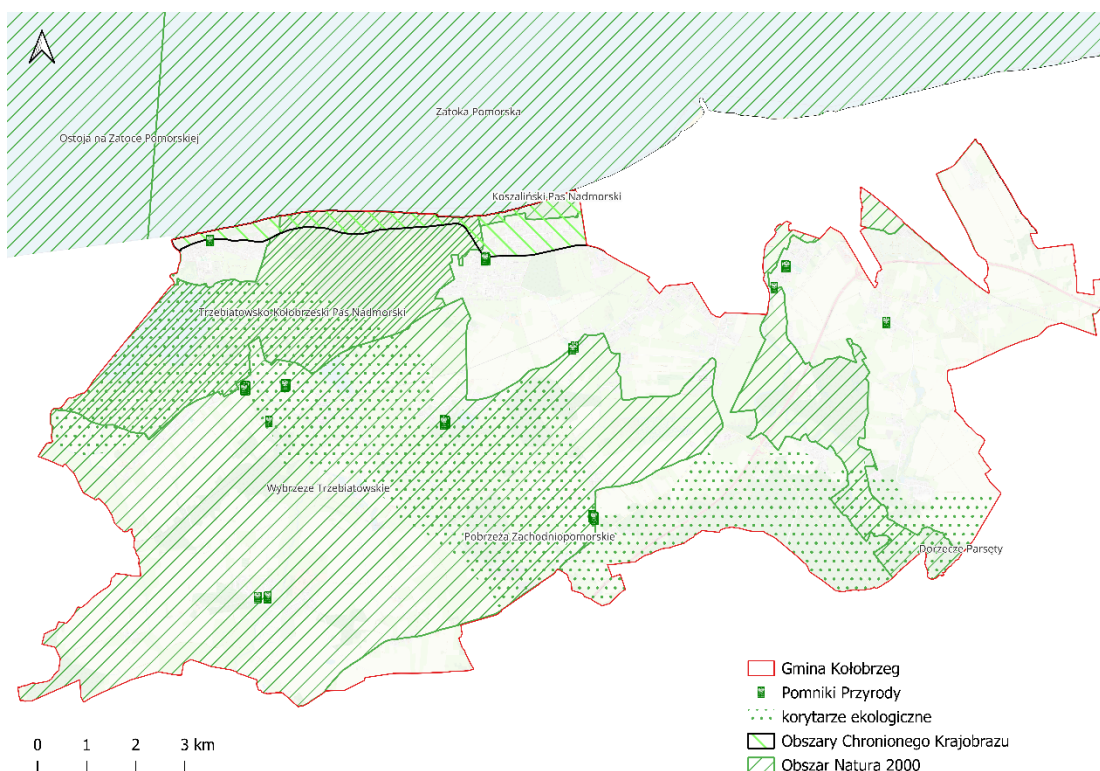 Zatoka Pomorska
Ostoja na Zatoce Pomorskiej
Koszaliński Pas Nadmorski
Trzebiatowsko Kołobrzeski Pas Nadmorski
Wybrzeże Trzebiatowskie
Pobrzeża Zachodniopomorskie
Dorzecze Parsęty
Gmina Kołobrzeg
Pomniki Przyrody
korytarze ekologiczne
Obszary Chronionego Krajobrazu
Obszar Natura 2000
0 1 2 3 km